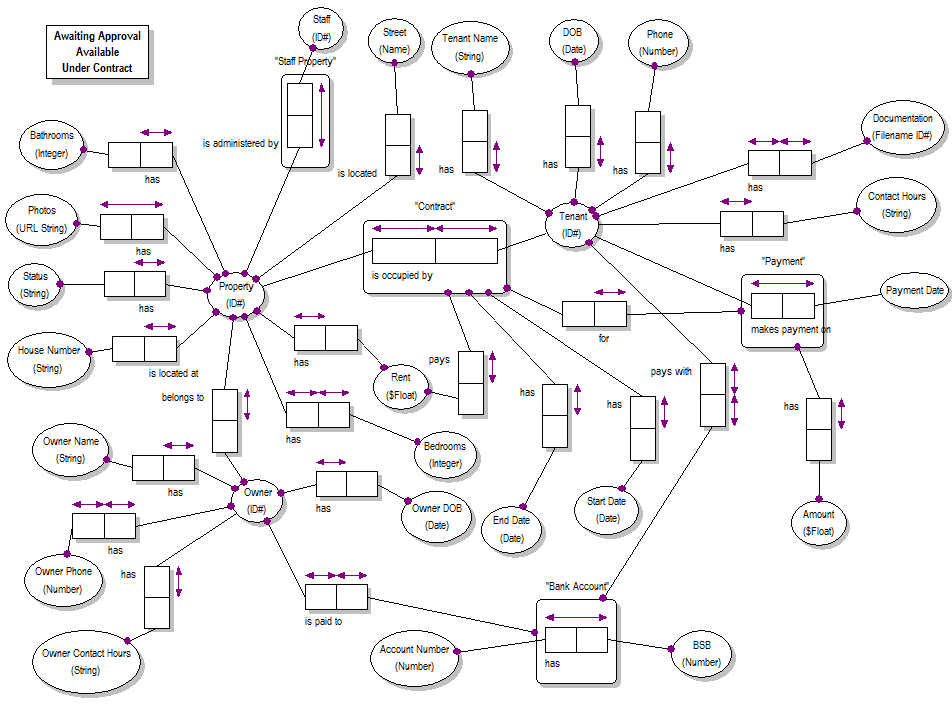 Awaiting Approval
Available
Under Contract
Staff
(ID#)
"Staff Property"
is administered by
Street
(Name)
is located
Tenant Name
(String)
has
DOB
(Date)
has
Phone
(Number)
has
Documentation
(Filename ID#)
has
Contact Hours
(String)
has
Bathrooms
(Integer)
has
Photos
(URL String)
has
Status
(String)
has
House Number
(String)
is located at
Property
(ID#)
"Contract"
is occupied by
Tenant
(ID#)
"Payment"
makes payment on
Payment Date
for
has
Rent
($Float)
pays
belongs to
has
Bedrooms
(Integer)
has
End Date
(Date)
has
Start Date
(Date)
pays with
has
Amount
($Float)
Owner Name
(String)
has
Owner
(ID#)
has
Owner DOB
(Date)
Owner Phone
(Number)
has
has
Owner Contact Hours
(String)
is paid to
"Bank Account"
has
Account Number
(Number)
BSB
(Number)